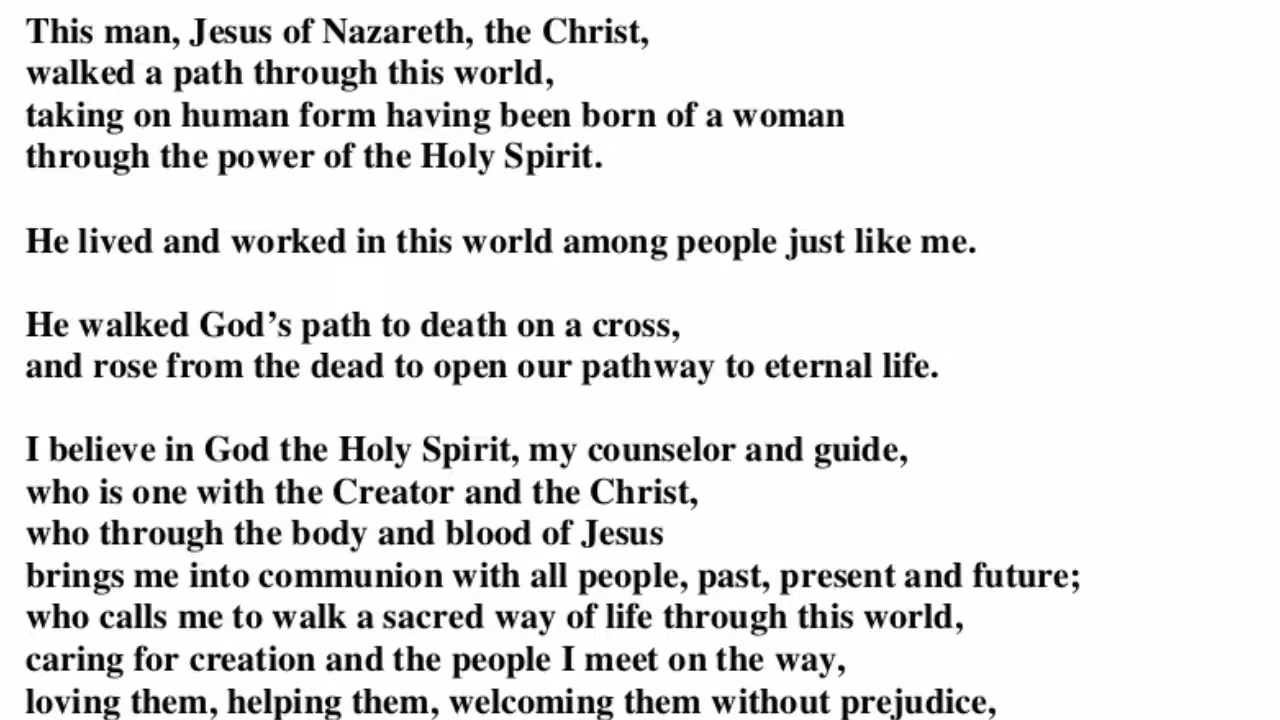 This man, Jesus of Nazareth, the Christ,
walked a path through this world,
taking on human form having been born of a woman
through the power of the Holy Spirit.
He lived and worked in this world among people just like me.
He walked God’s path to death on a cross,
and rose from the dead to open our pathway to eternal life.
I believe in God the Holy Spirit, my counselor and guide,
who is one with the Creator and the Christ,
who through the body and blood of Jesus
brings me into communion with all people, past, present and future;
who calls me to walk a sacred way of life through this world,
caring for creation and the people I meet on the way,
loving them, helping them, welcoming them without prejudice,